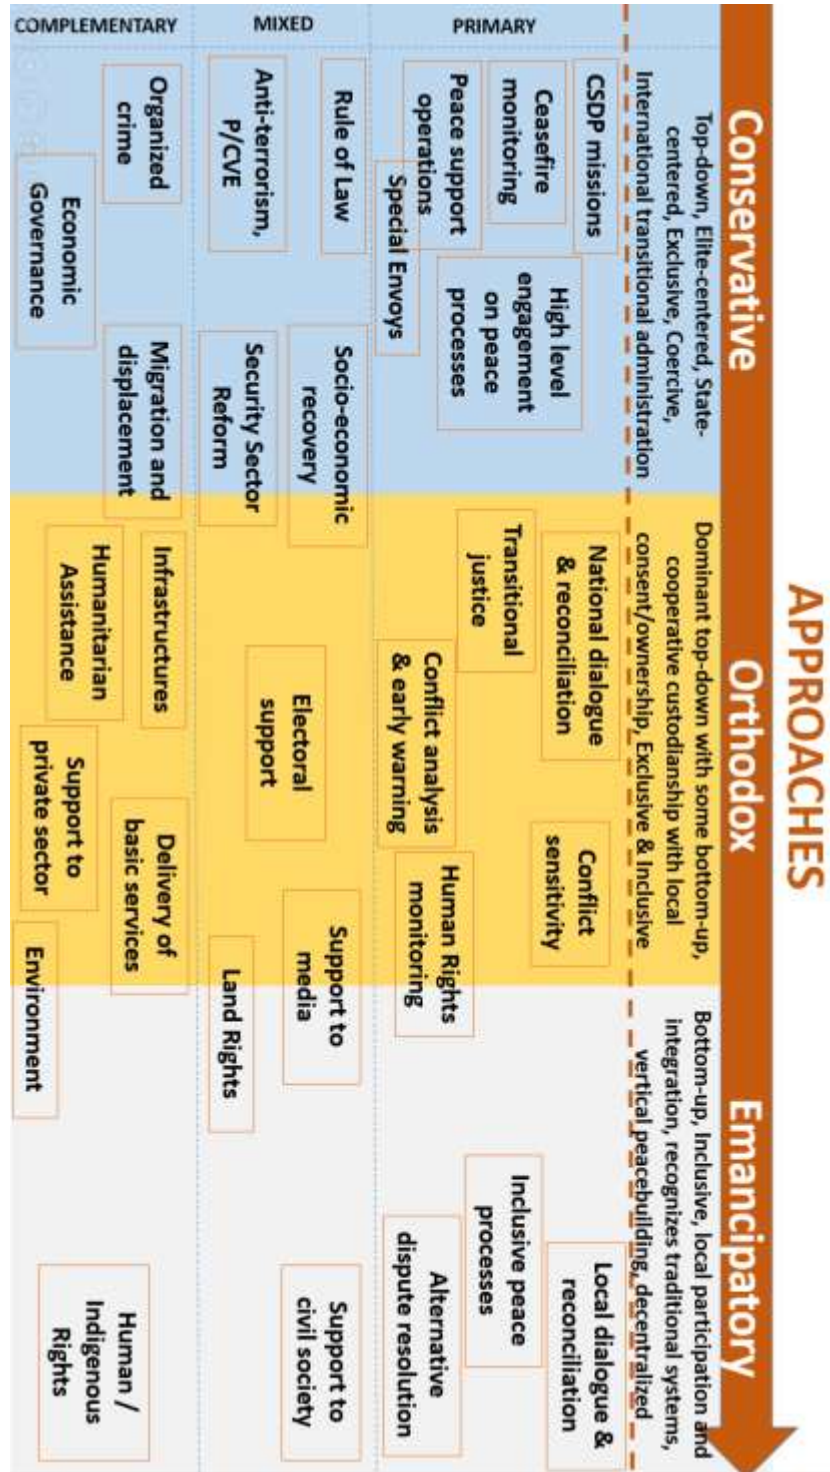 APPROACHES
Conservative
Orthodox
Emancipatory
Top-down, Elite-centered, State-
centered, Exclusive, Coercive,
International transitional administration
Dominant top-down with some bottom-up,
cooperative custodianship with local
consent/ownership, Exclusive & Inclusive
Bottom-up, Inclusive, local participation and
integration, recognizes traditional systems,
vertical peacebuilding, decentralized
PRIMARY
CSDP missions
Ceasefire
monitoring
Peace support
operations
Special Envoys
High level
engagement
on peace
processes
National dialogue
& reconciliation
Transitional
justice
Conflict analysis
& early warning
Conflict
sensitivity
Human Rights
monitoring
Local dialogue &
reconciliation
Inclusive peace
processes
Alternative
dispute resolution
MIXED
Rule of Law
Anti-terrorism,
P/CVE
Socio-economic
recovery
Security Sector
Reform
Electoral
support
Support to
media
Land Rights
Support to
civil society
COMPLEMENTARY
Organized
crime
Economic
Governance
Migration and
displacement
Infrastructures
Humanitarian
Assistance
Support to
private sector
Delivery of
basic services
Environment
Human /
Indigenous
Rights